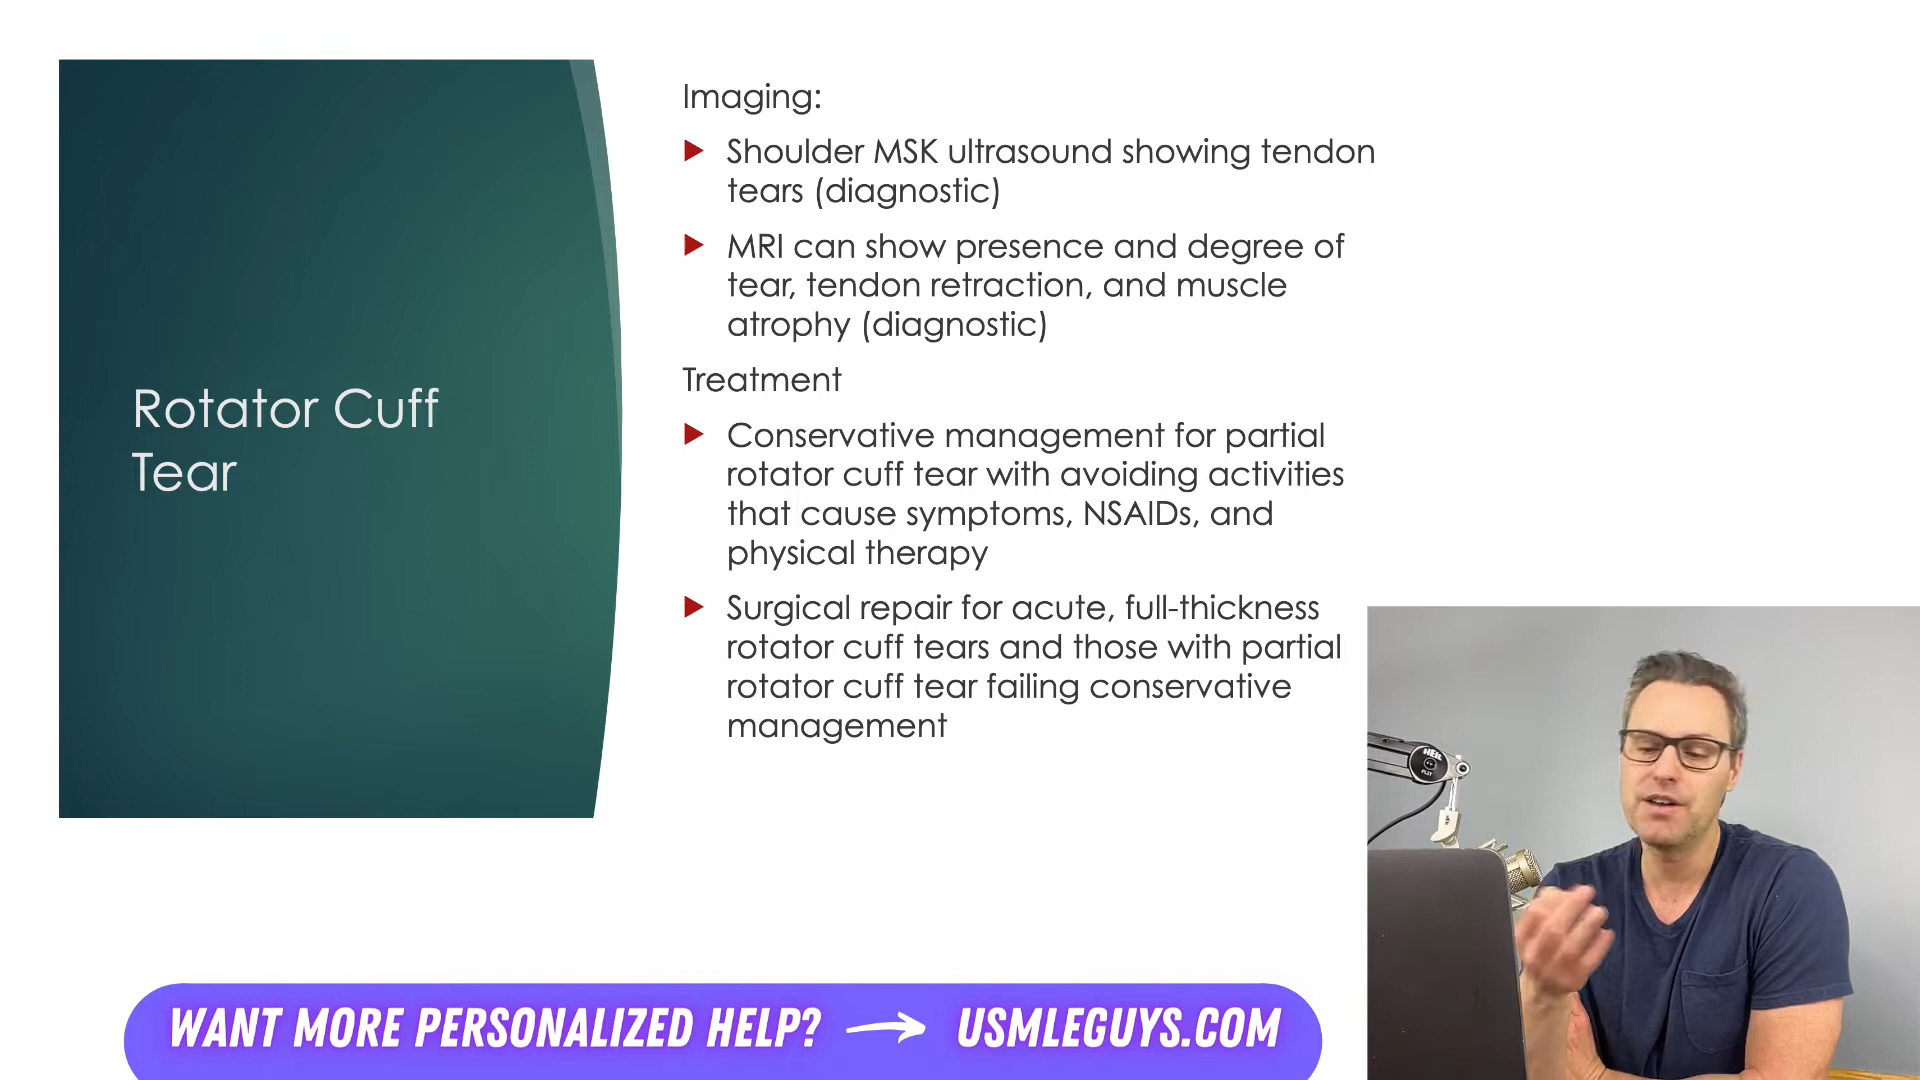 Rotator Cuff
Tear
Imaging:
Shoulder MSK ultrasound showing tendon
tears (diagnostic)
MRI can show presence and degree of
tear, tendon retraction, and muscle
atrophy (diagnostic)
Treatment
Conservative management for partial
rotator cuff tear with avoiding activities
that cause symptoms, NSAIDs, and
physical therapy
Surgical repair for acute, full-thickness
rotator cuff tears and those with partial
rotator cuff tear failing conservative
management
HEIL
WANT MORE PERSONALIZED HELP? → USMLEGUYS.COM